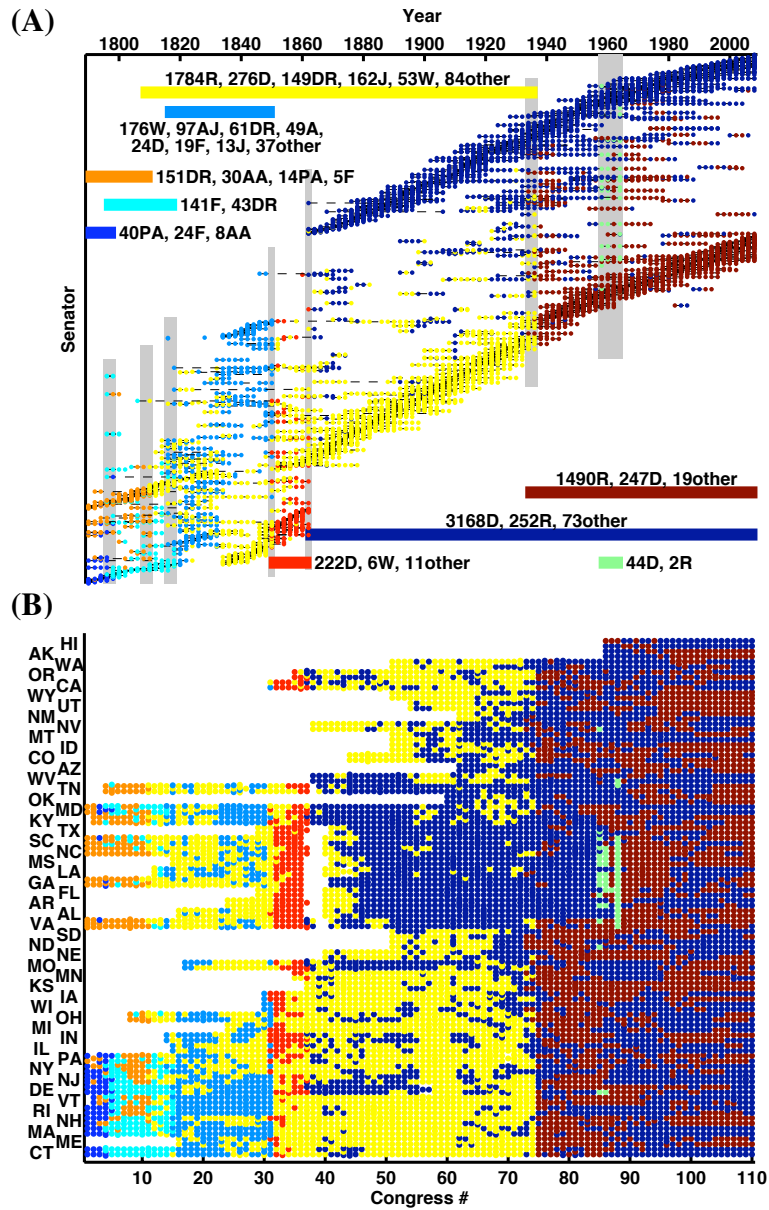 (A)
Year
1800 1820 1840 1860 1880 1900 1920 1940 1960 1980 2000
1784R, 276D, 149DR, 162J, 53W, 84other
176W, 97AJ, 61DR, 49A,
24D, 19F, 13J, 37other
151DR, 30AA, 14PA, 5F
141F, 43DR
40PA, 24F, 8AA
Senator
1490R, 247D, 19other
3168D, 252R, 73other
222D, 6W, 11other
44D, 2R
(B)
HI
AK
WA
OR
CA
WY
UT
NM
NV
MT
ID
CO
AZ
WV
TN
OK
MD
KY
TX
SC
NC
MS
LA
GA
FL
AR
AL
VA
SD
ND
NE
MO
MN
KS
IA
WI
OH
MI
IN
IL
PA
NY
NJ
DE
VT
RI
NH
MA
ME
CT
10 20 30 40 50 60 70 80 90 100 110
Congress #